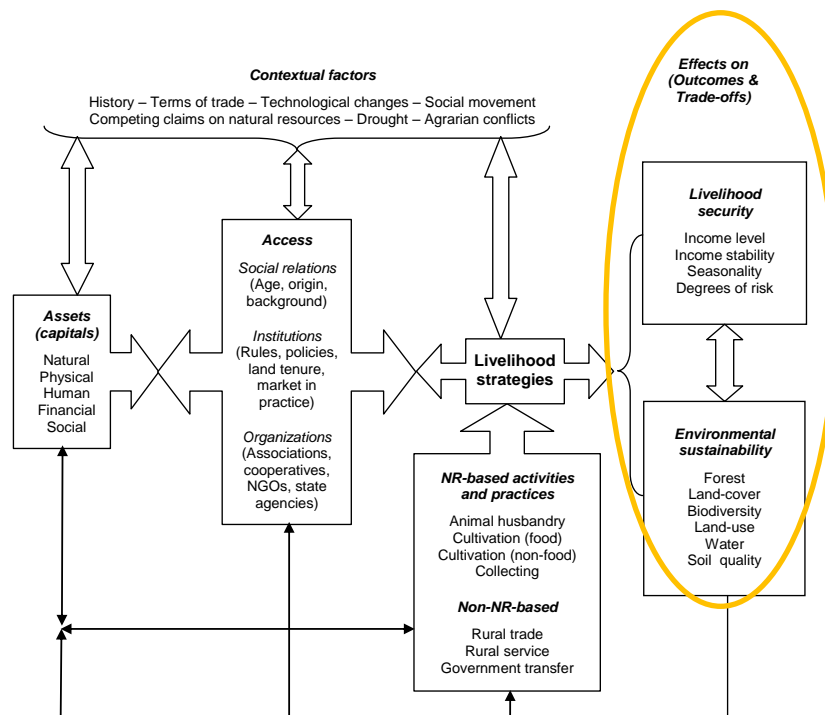 Contextual factors
History – Terms of trade – Technological changes – Social movement
Competing claims on natural resources – Drought – Agrarian conflicts
Effects on
(Outcomes &
Trade-offs)
Assets
(capitals)
Natural
Physical
Human
Financial
Social
Access
Social relations
(Age, origin,
background)
Institutions
(Rules, policies,
land tenure,
market in
practice)
Organizations
(Associations,
cooperatives,
NGOs, state
agencies)
Livelihood
strategies
NR-based activities
and practices
Animal husbandry
Cultivation (food)
Cultivation (non-food)
Collecting
Non-NR-based
Rural trade
Rural service
Government transfer
Livelihood
security
Income level
Income stability
Seasonality
Degrees of risk
Environmental
sustainability
Forest
Land-cover
Biodiversity
Land-use
Water
Soil quality